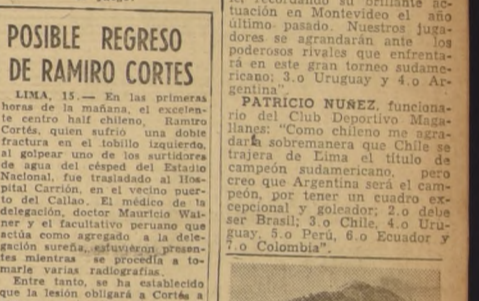 POSIBLE REGRESO
DE RAMIRO CORTES
LIMA, 15.— En las primeras
horas de la mañana, el excelen-
te centro half chileno, Ramtro
Cortés, quien sufrió una doble
fractura en el tobillo izquierdo,
al golpear uno de los surtidores
de agua del césped del Estadio
Nacional, fue trasladado al Hos-
pital Carrión, en el vecino puer-
to del Callao. El médico de la
delegación, doctor Mauricio Wai-
ner y el facultativo peruano que
actúa como agregado a la dele-
gación sureña, estuvieron presen-
tes mientras se procedía a to-
marle varias radiografías.
Entre tanto, se ha establecido
que la lesión obligará a Cortés a
le, recordando su brillante ac-
tuación en Montevideo el año
último pasado. Nuestros juga-
dores se agrandarán ante los
poderosos rivales que enfrenta-
rá en este gran torneo sudame-
ricano; 3.o Uruguay y 4.o Ar-
gentina".
PATRICIO NUÑEZ, funciona-
rio del Club Deportivo Maga-
llanes: "Como chileno me agra-
daría sobremanera que Chile se
trajera de Lima el título de
campeón sudamericano, pero
creo que Argentina será el cam-
peón, por tener un cuadro ex-
cepcional y goleador; 2.o debe
ser Brasil; 3.o Chile, 4.o Uru-
guay, 5.o Perú, 6.o Ecuador y
7.o Colombia".